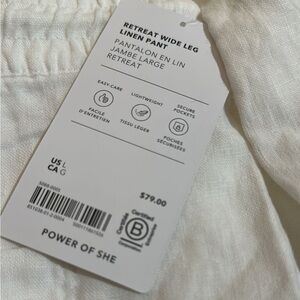 RETREAT WIDE LEG
LINEN PANT
PANTALON EN LIN
JAMBE LARGE
RETREAT
EASY CARE
LIGHTWEIGHT
SECURE
POCKETS
FACILE
D'ENTRETIEN
TISSU LÉGER
POCHES
SÉCURISÉES
US L
CA G
$79.00
Certifiée
Certified
B
Corporation
POWER OF SHE